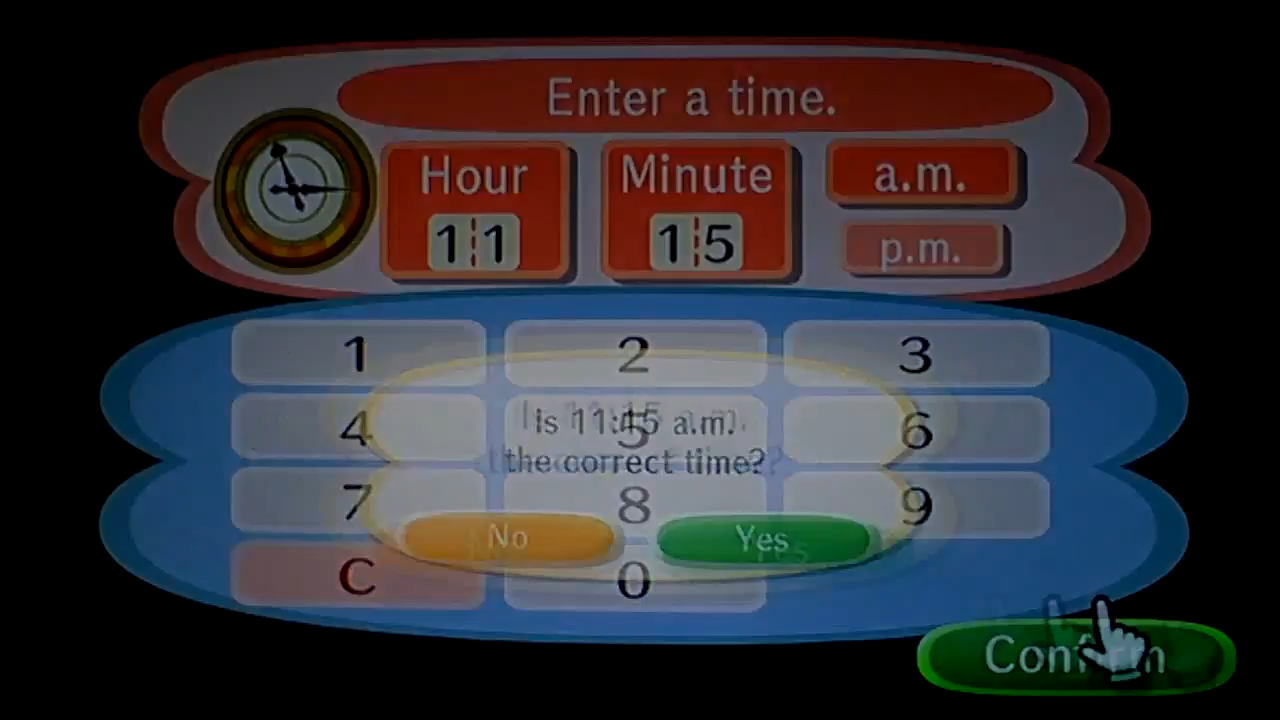 Enter a time.
Hour
Minute
a.m.
11
15
p.m.
1
2
3
Is 11:15 a.m.
4
5
6
the correct time?
7
8
9
No
Yes
C
0
Confirm